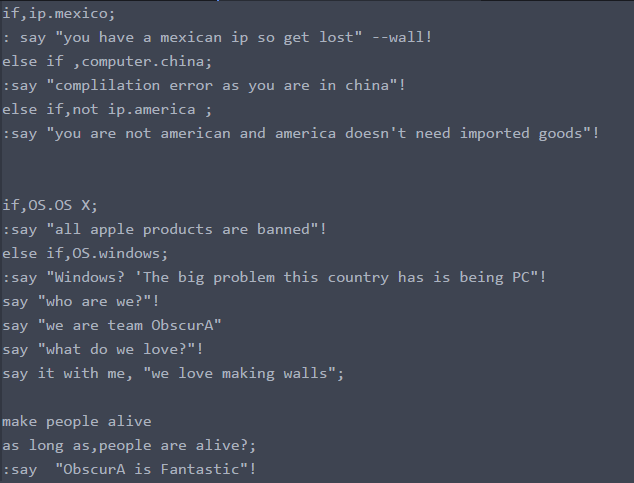 if,ip.mexico;
: say "you have a mexican ip so get lost" --wall!
else if ,computer.china;
:say "complilation error as you are in china"!
else if,not ip.america ;
:say "you are not american and america doesn't need imported goods"!
if,OS.OS X;
:say "all apple products are banned"!
else if,OS.windows;
:say "Windows? 'The big problem this country has is being PC"!
say "who are we?"!
say "we are team ObscurA"
say "what do we love?"!
say it with me, "we love making walls";
make people alive
as long as,people are alive?;
:say  "ObscurA is Fantastic"!